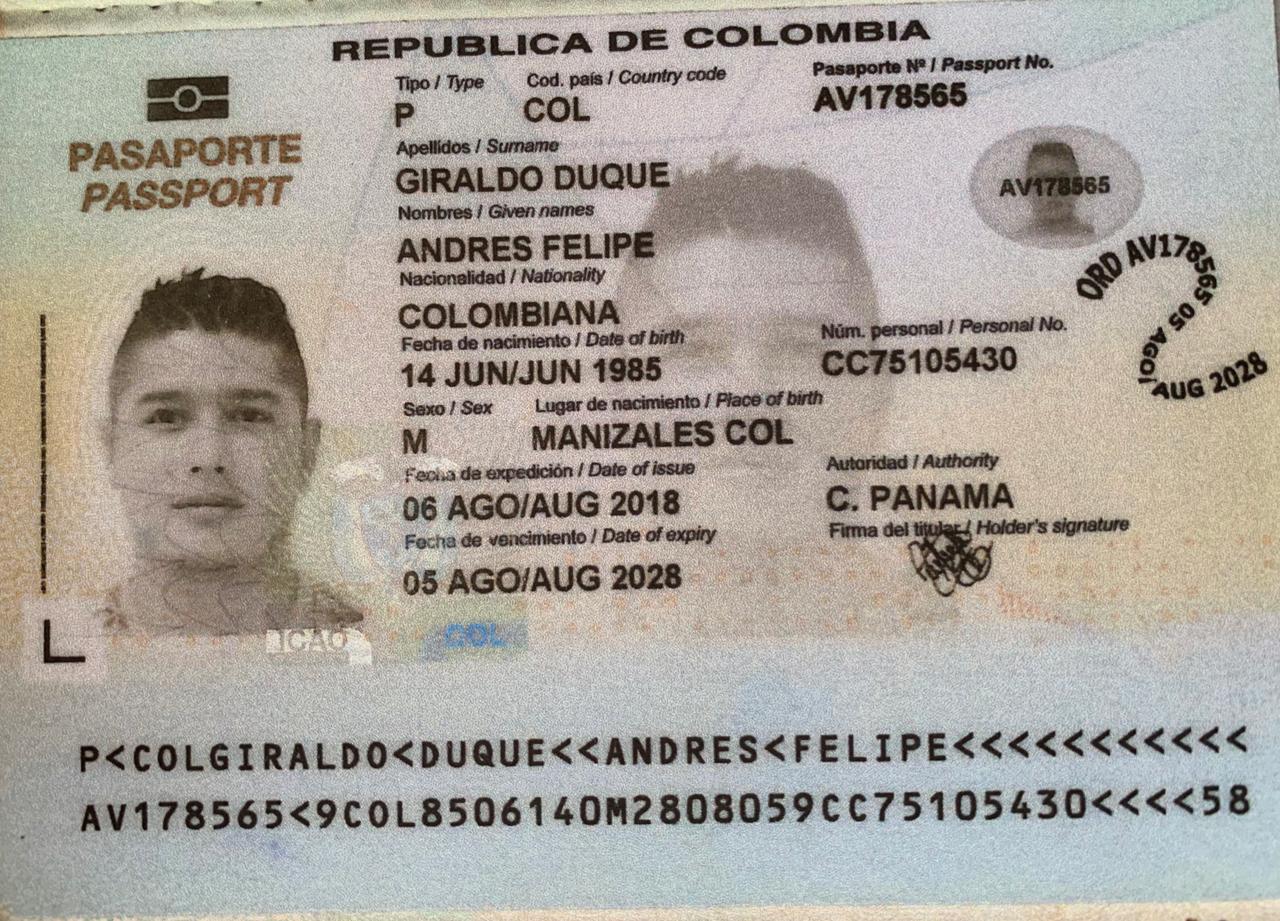 REPUBLICA DE COLOMBIA
PASAPORTE
PASSPORT
Tipo / Type Cod. país / Country code Pasaporte Nº / Passport No.
P COL AV178565
Apellidos / Surname
GIRALDO DUQUE
AV178565
Nombres / Given names
ANDRES FELIPE
Nacionalidad / Nationality
COLOMBIANA
ORD AV178565 05 AGO/
AUG 2028
Fecha de nacimiento / Date of birth Núm. personal / Personal No.
14 JUN/JUN 1985 CC75105430
Sexo / Sex Lugar de nacimiento / Place of birth
M MANIZALES COL
Fecha de expedición / Date of issue Autoridad / Authority
06 AGO/AUG 2018 C. PANAMA
Fecha de vencimiento / Date of expiry Firma del titular / Holder's signature
05 AGO/AUG 2028
ICAO COL
P<COLGIRALDO<DUQUE<<ANDRES<FELIPE<<<<<<<<<<<
AV178565<9COL8506140M2808059CC75105430<<<<58